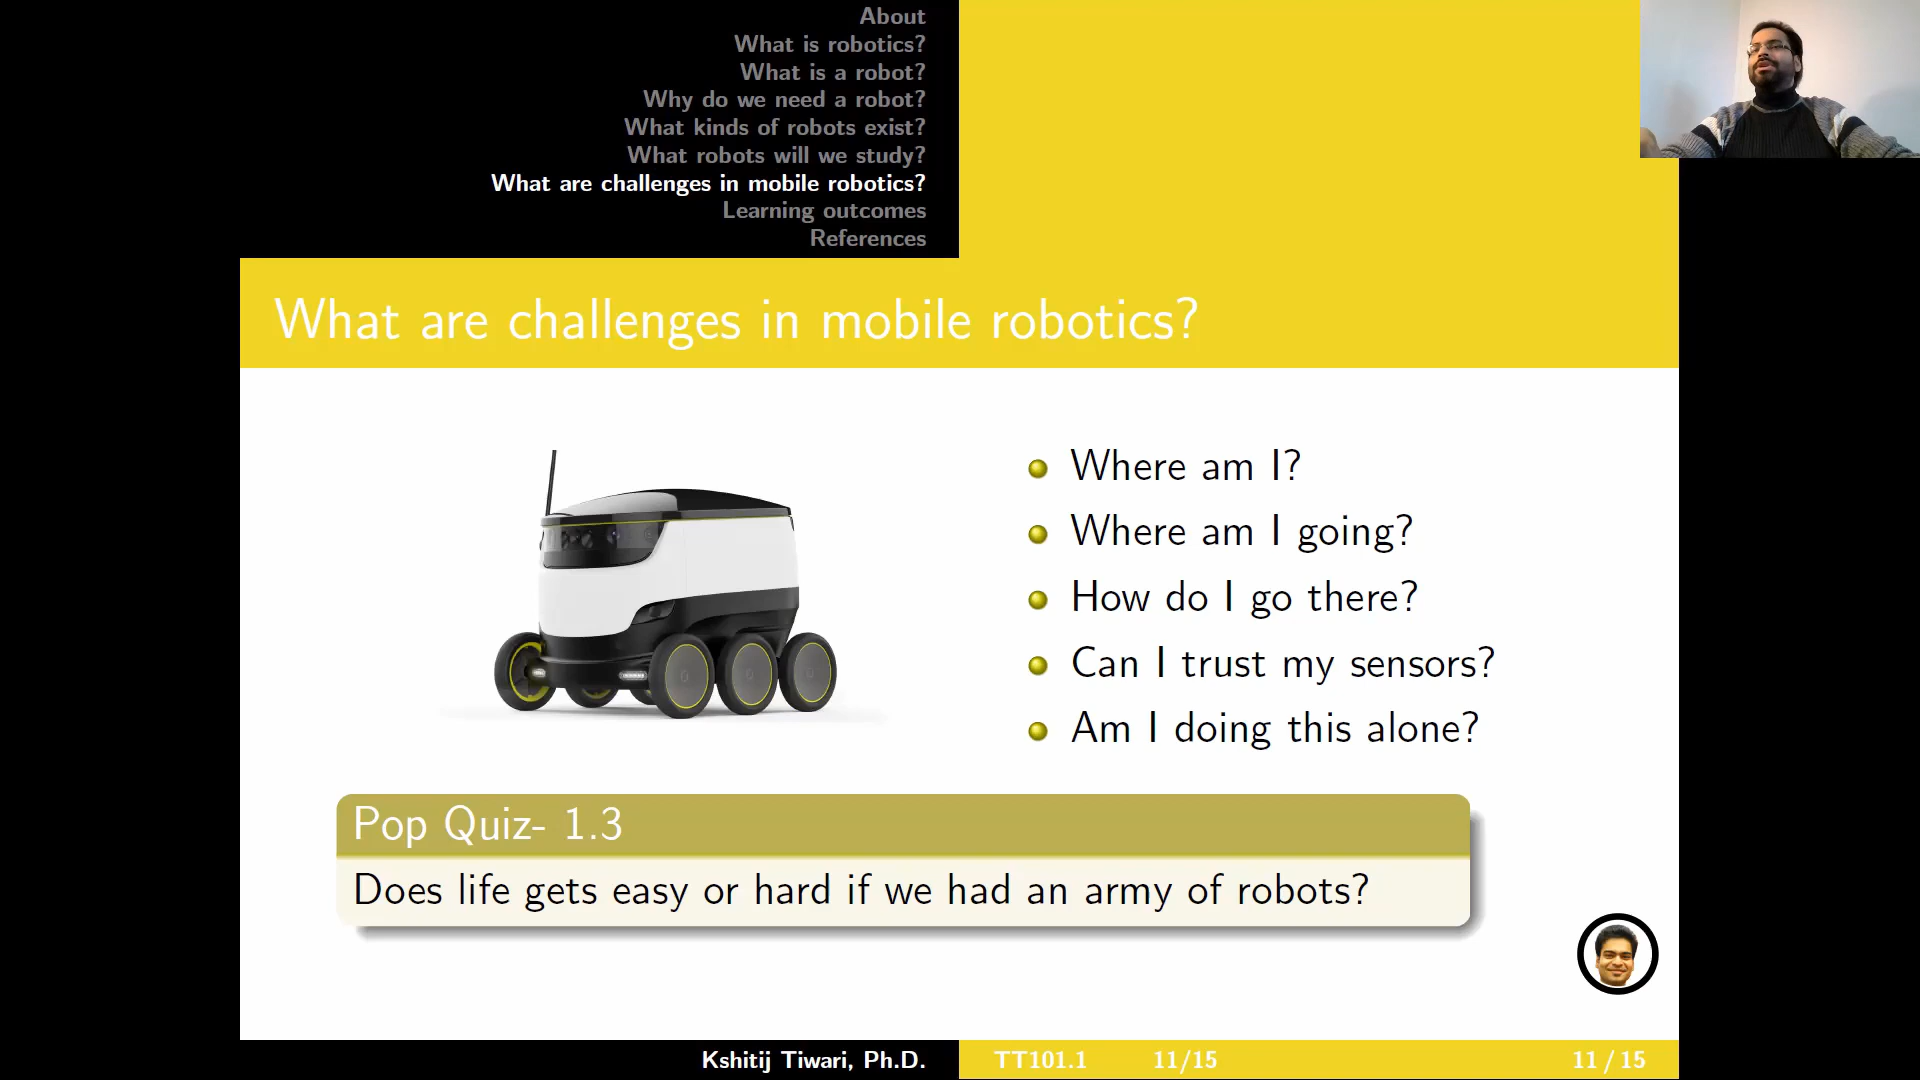 About
What is robotics?
What is a robot?
Why do we need a robot?
What kinds of robots exist?
What robots will we study?
What are challenges in mobile robotics?
Learning outcomes
References
What are challenges in mobile robotics?
Where am I?
Where am I going?
How do I go there?
Can I trust my sensors?
Am I doing this alone?
Pop Quiz- 1.3
Does life gets easy or hard if we had an army of robots?
Kshitij Tiwari, Ph.D.
TT101.1
11/15
11 / 15